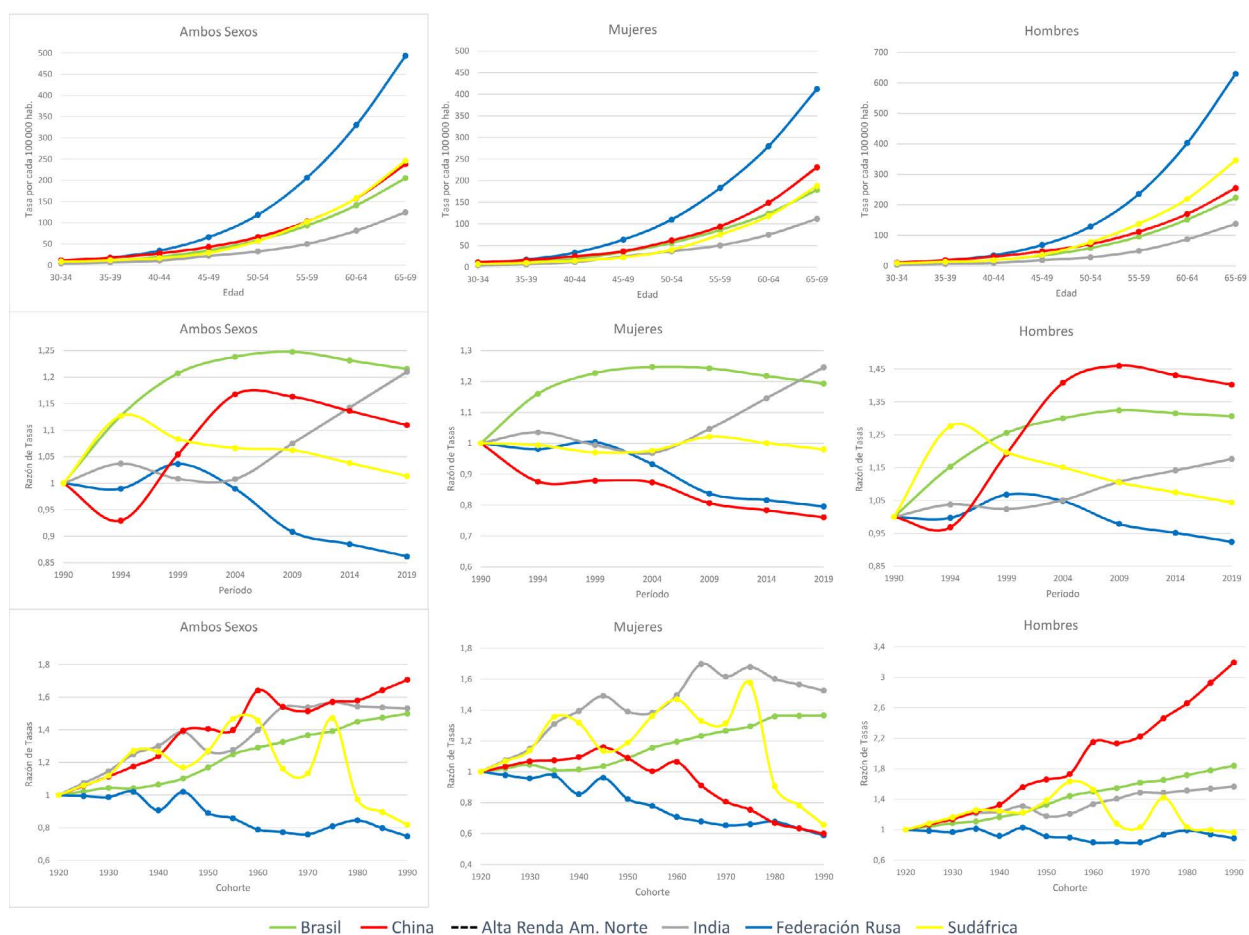 Ambos Sexos
Tasa por cada 100 000 hab.
500
450
400
350
300
250
200
150
100
50
0
30-34 35-39 40-44 45-49 50-54 55-59 60-64 65-69
Edad
Mujeres
Tasa por cada 100 000 hab.
500
450
400
350
300
250
200
150
100
50
0
30-34 35-39 40-44 45-49 50-54 55-59 60-64 65-69
Edad
Hombres
Tasa por cada 100 000 hab.
700
600
500
400
300
200
100
0
30-34 35-39 40-44 45-49 50-54 55-59 60-64 65-69
Edad
Ambos Sexos
Razón de Tasas
1,25
1,2
1,15
1,1
1,05
1
0,95
0,9
0,85
1990 1994 1999 2004 2009 2014 2019
Período
Mujeres
Razón de Tasas
1,3
1,2
1,1
1
0,9
0,8
0,7
0,6
1990 1994 1999 2004 2009 2014 2019
Período
Hombres
Razón de Tasas
1,45
1,35
1,25
1,15
1,05
0,95
0,85
1990 1994 1999 2004 2009 2014 2019
Período
Ambos Sexos
Razón de Tasas
1,8
1,6
1,4
1,2
1
0,8
0,6
1920 1930 1940 1950 1960 1970 1980 1990
Cohorte
Mujeres
Razón de Tasas
1,8
1,6
1,4
1,2
1
0,8
0,6
0,4
1920 1930 1940 1950 1960 1970 1980 1990
Cohorte
Hombres
Razón de Tasas
3,4
3
2,6
2,2
1,8
1,4
1
0,6
1920 1930 1940 1950 1960 1970 1980 1990
Cohorte
Brasil China Alta Renda Am. Norte India Federación Rusa Sudáfrica